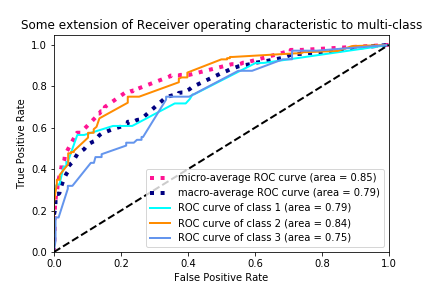 Some extension of Receiver operating characteristic to multi-class
1.0
0.8
0.6
0.4
0.2
0.0
True Positive Rate
micro-average ROC curve (area = 0.85)
macro-average ROC curve (area = 0.79)
ROC curve of class 1 (area = 0.79)
ROC curve of class 2 (area = 0.84)
ROC curve of class 3 (area = 0.75)
0.0 0.2 0.4 0.6 0.8 1.0
False Positive Rate